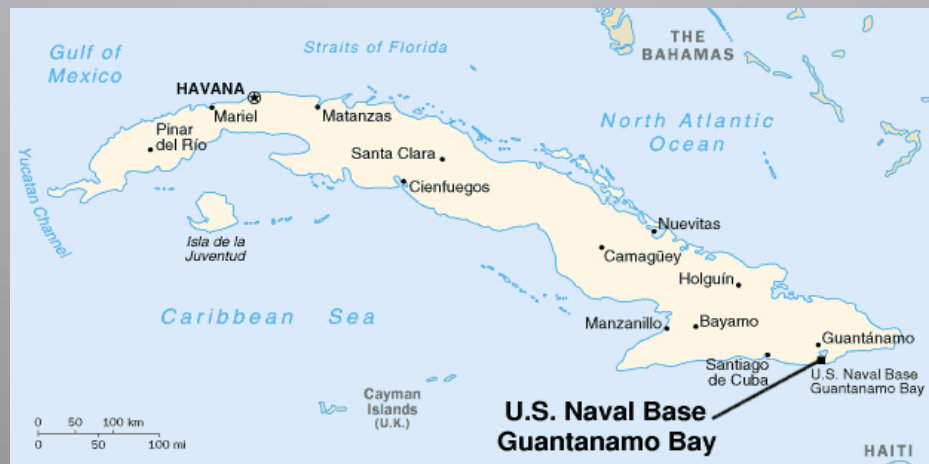 Gulf of
Mexico
Straits of Florida
THE
BAHAMAS
HAVANA
Mariel
Matanzas
Pinar
del Río
North Atlantic
Ocean
Santa Clara
Cienfuegos
Yucatan Channel
Isla de la
Juventud
Nuevitas
Camagüey
Holguín
Caribbean Sea
Manzanillo
Bayamo
Guantánamo
Santiago
de Cuba
U.S. Naval Base
Guantanamo Bay
Cayman
Islands
(U.K.)
U.S. Naval Base
Guantanamo Bay
0 50 100 km
0 50 100 mi
HAITI